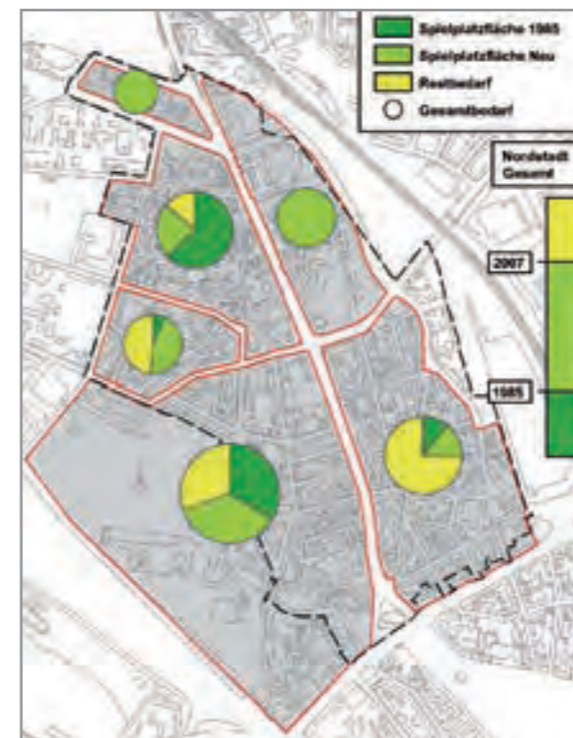 Spielplatzfläche 1985
Spielplatzfläche Neu
Restbedarf
Gesamtbedarf
Nordstadt
Gesamt
2007
1985